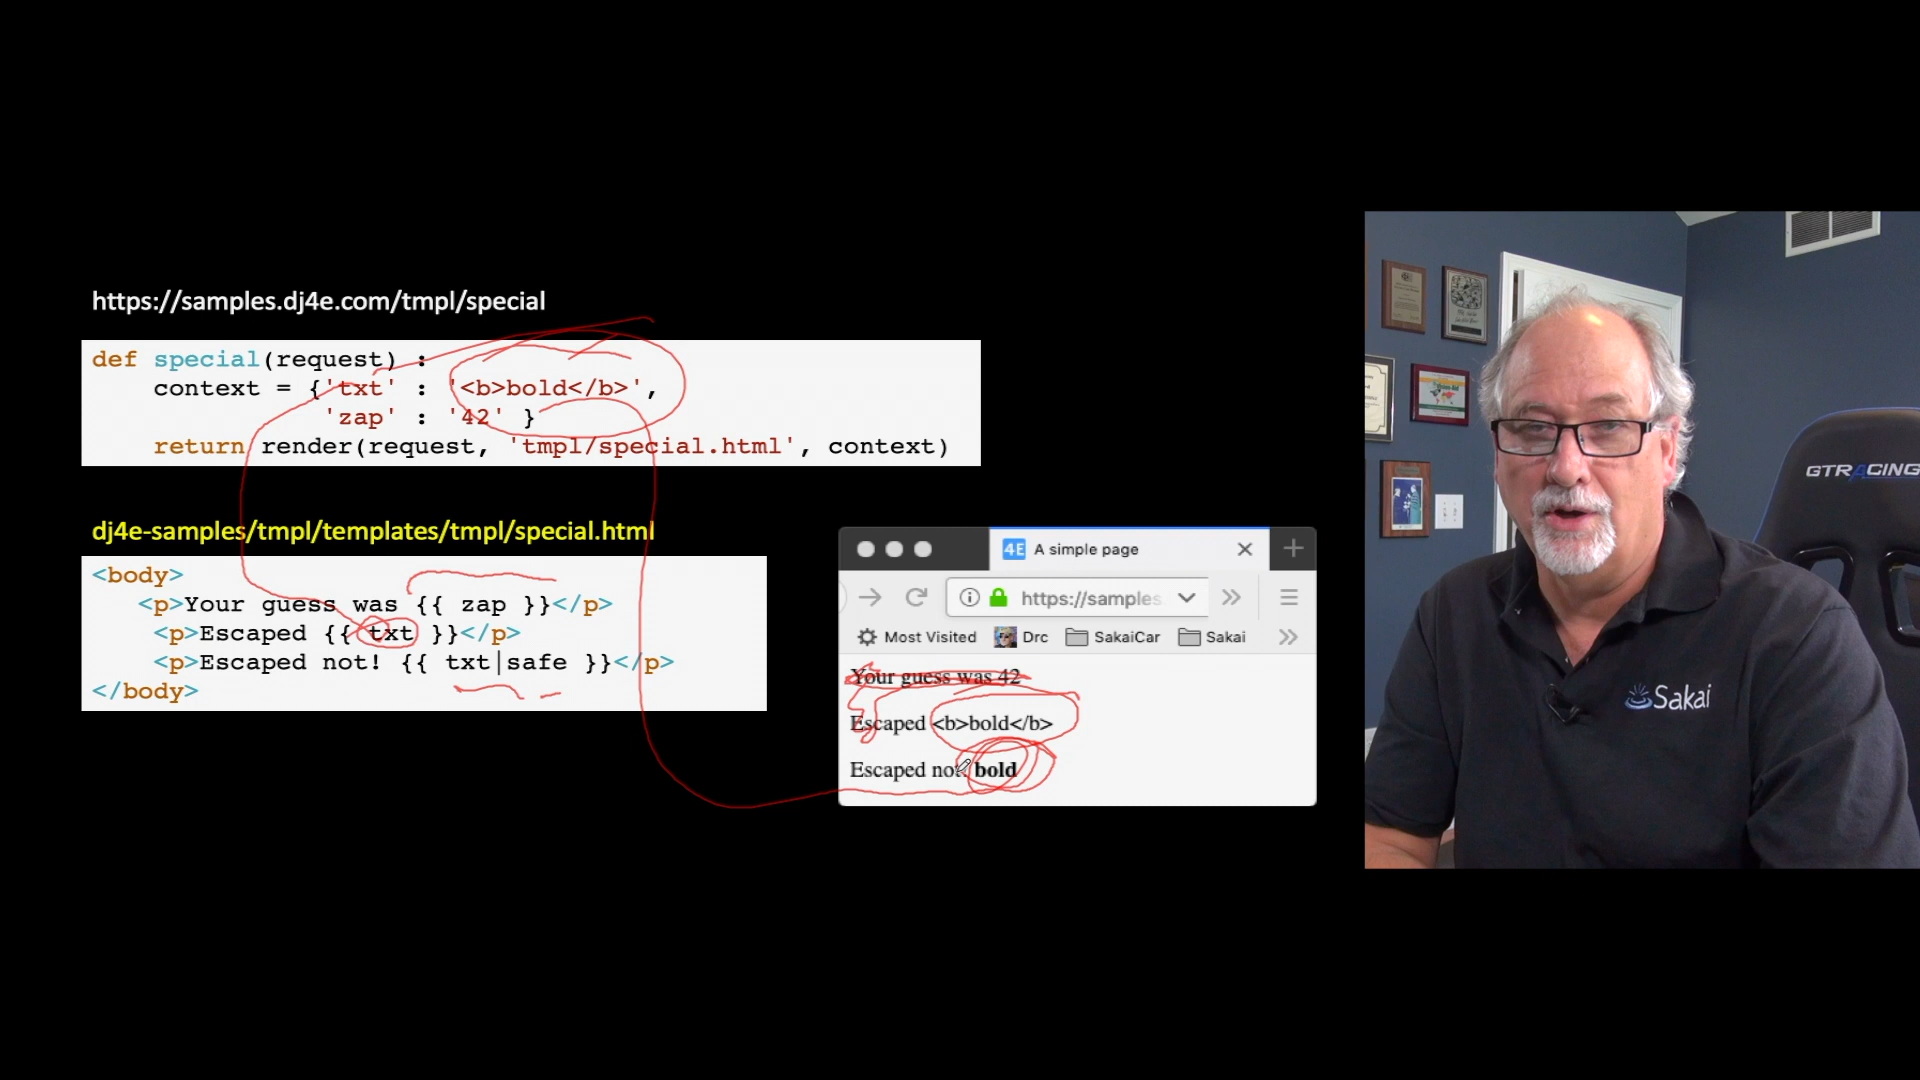 https://samples.dj4e.com/tmpl/special
def special(request) :
context = {'txt' : '<b>bold</b>',
'zap' : '42' }
return render(request, 'tmpl/special.html', context)
dj4e-samples/tmpl/templates/tmpl/special.html
<body>
<p>Your guess was {{ zap }}</p>
<p>Escaped {{ txt }}</p>
<p>Escaped not! {{ txt|safe }}</p>
</body>
4E A simple page
https://samples.
Most Visited Drc SakaiCar Sakai
Your guess was 42
Escaped <b>bold</b>
Escaped not bold
GTRACING
Sakai